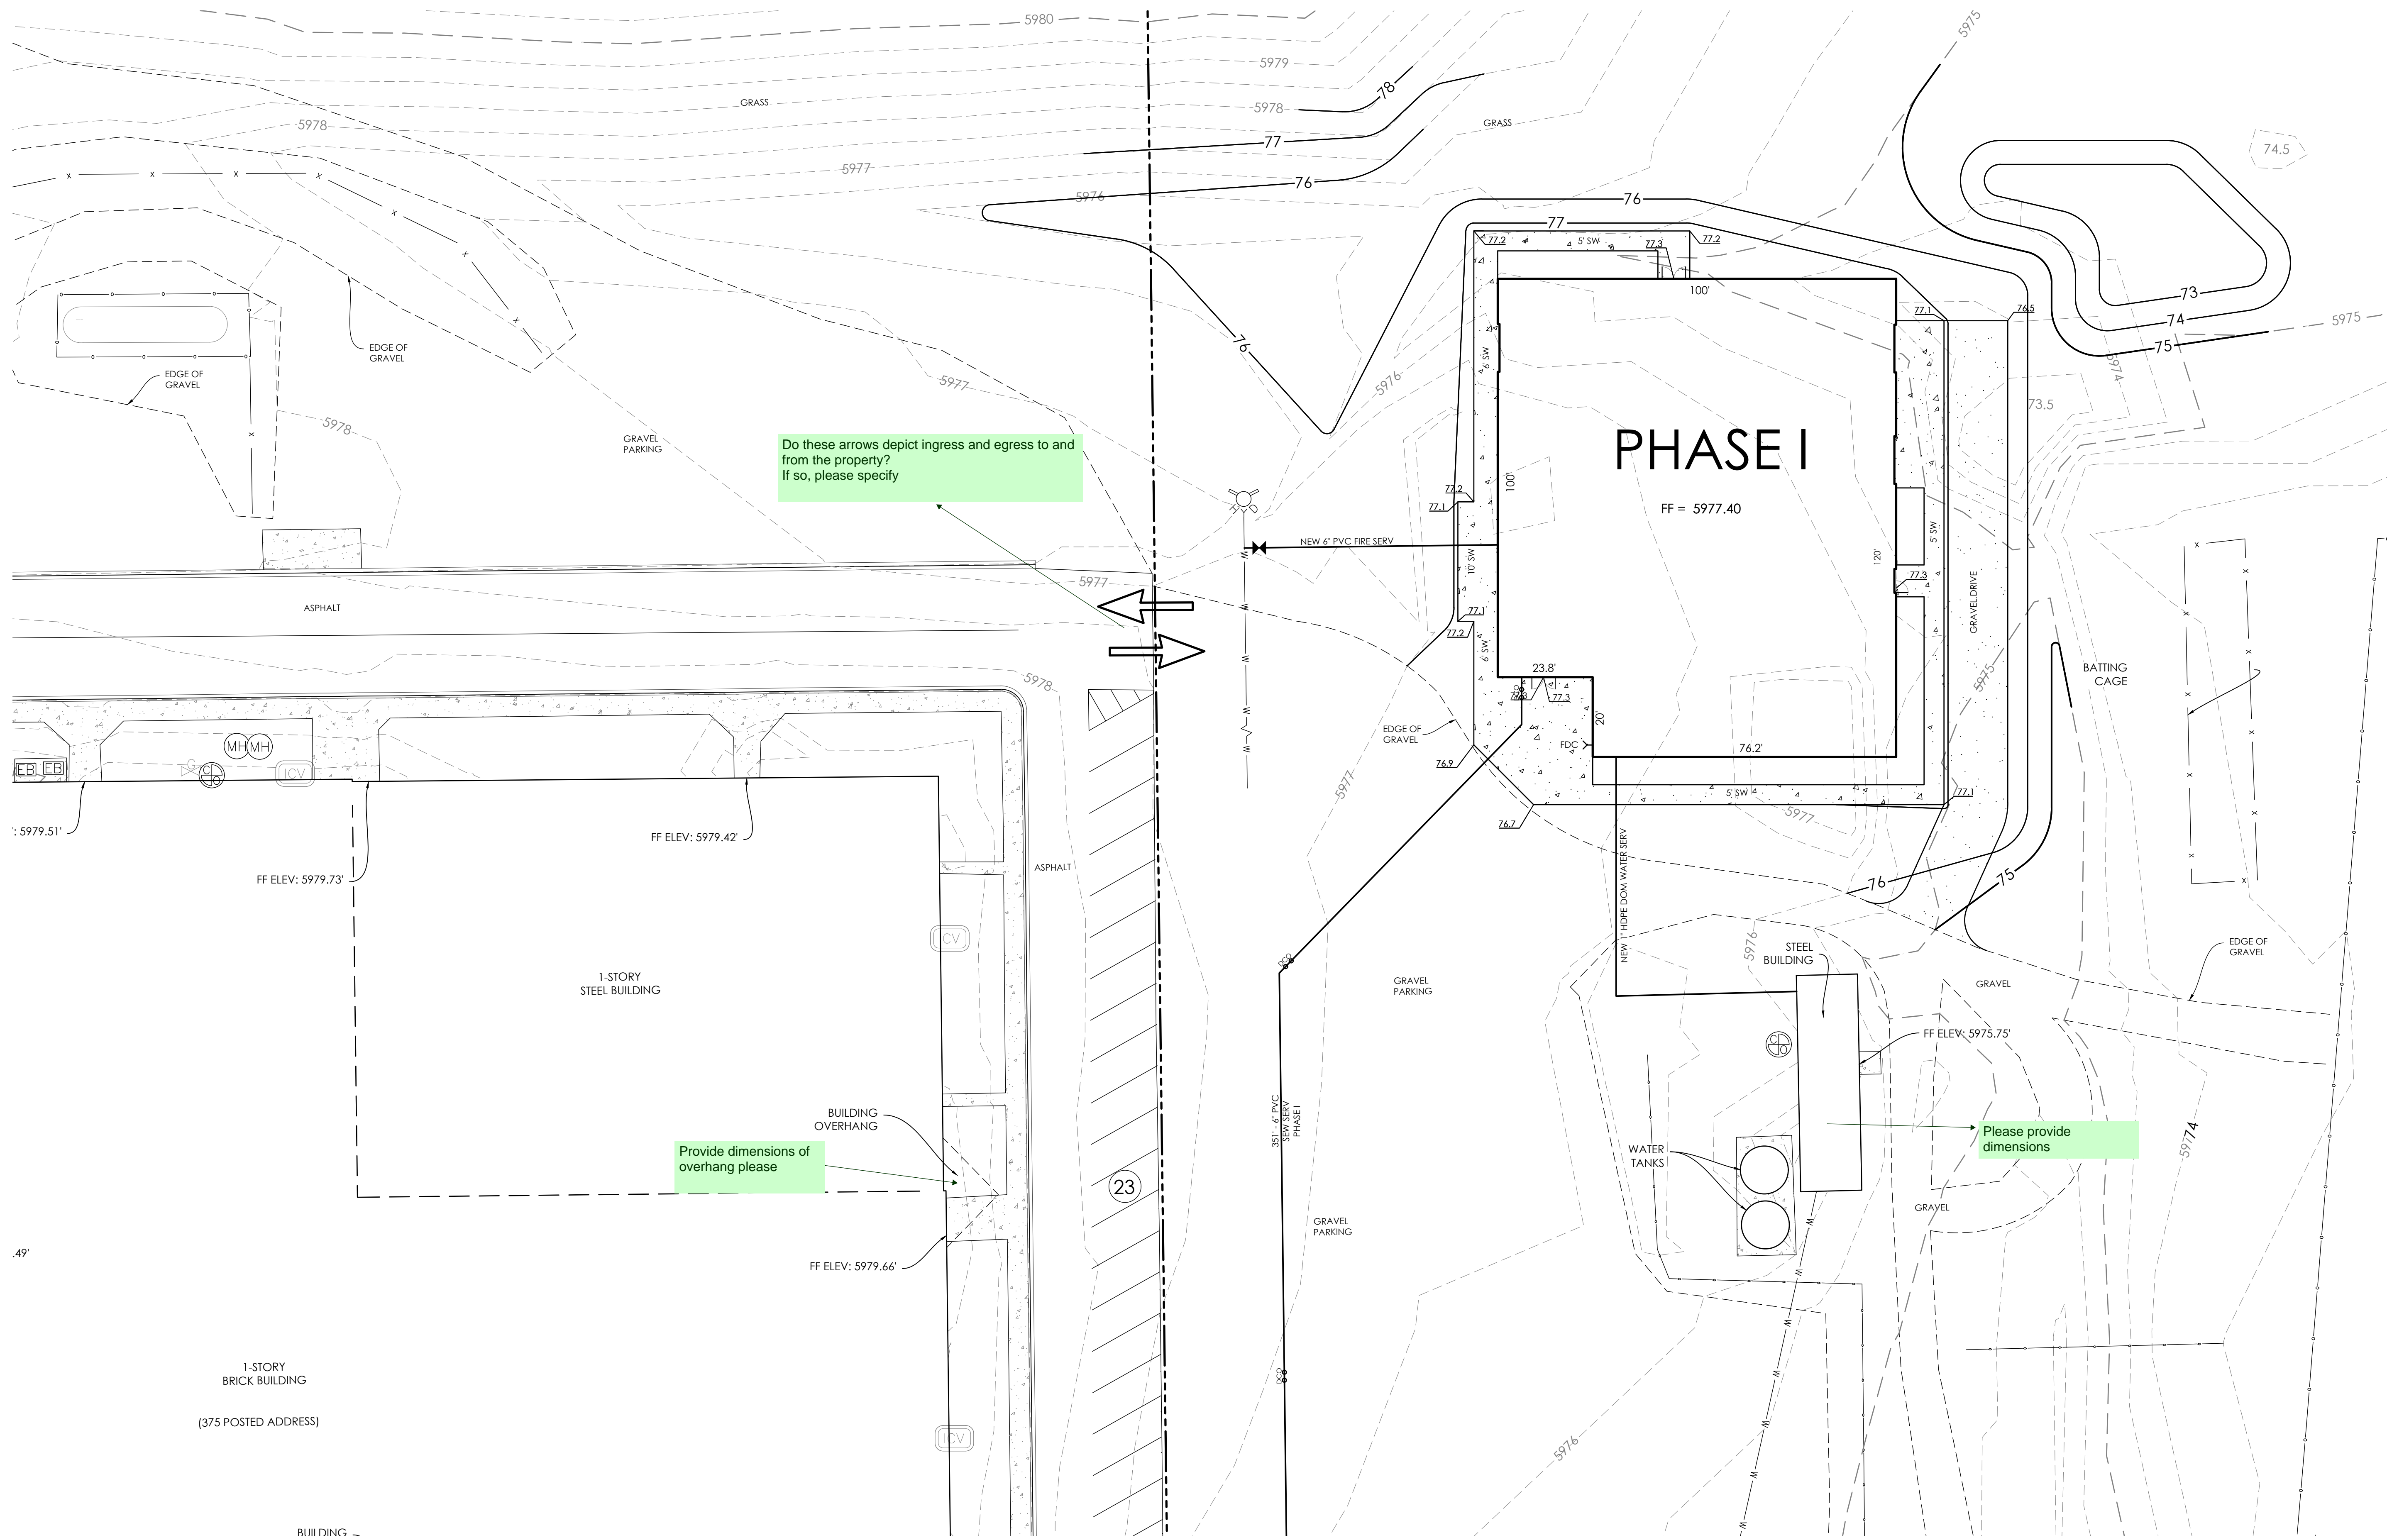 5980
5975
5979
78
GRASS
5978
5978
GRASS
77
74.5
5977
76
5976
76
77
77.2
5' SW
77.3
77.2
100'
73
76.5
77.1
74
5975
75
76
EDGE OF
GRAVEL
5974
EDGE OF
GRAVEL
6' SW
5977
5976
73.5
5978
GRAVEL
PARKING
Do these arrows depict ingress and egress to and
from the property?
If so, please specify
PHASE I
100'
77.2
77.1
FF = 5977.40
5' SW
NEW 6" PVC FIRE SERV
W
10' SW
120'
77.3
5977
ASPHALT
GRAVEL DRIVE
77.1
77.2
6' SW
BATTING
CAGE
5975
5978
23.8'
77.3
77.3
20'
EDGE OF
GRAVEL
FDC
76.2'
76.9
MH
MH
EB
EB
G
CO
ICV
5977
5' SW
77.1
5977
76.7
': 5979.51'
FF ELEV: 5979.42'
FF ELEV: 5979.73'
ASPHALT
NEW 1" HDPE DOM WATER SERV
76
75
ICV
DCO
5976
STEEL
BUILDING
EDGE OF
GRAVEL
1-STORY
STEEL BUILDING
GRAVEL
PARKING
GRAVEL
CO
FF ELEV: 5975.75'
351' - 6" PVC
SEW SERV
PHASE I
BUILDING
OVERHANG
Provide dimensions of
overhang please
Please provide
dimensions
WATER
TANKS
5974
74
23
GRAVEL
GRAVEL
PARKING
.49'
FF ELEV: 5979.66'
1-STORY
BRICK BUILDING
DCO
(375 POSTED ADDRESS)
ICV
5976
BUILDING